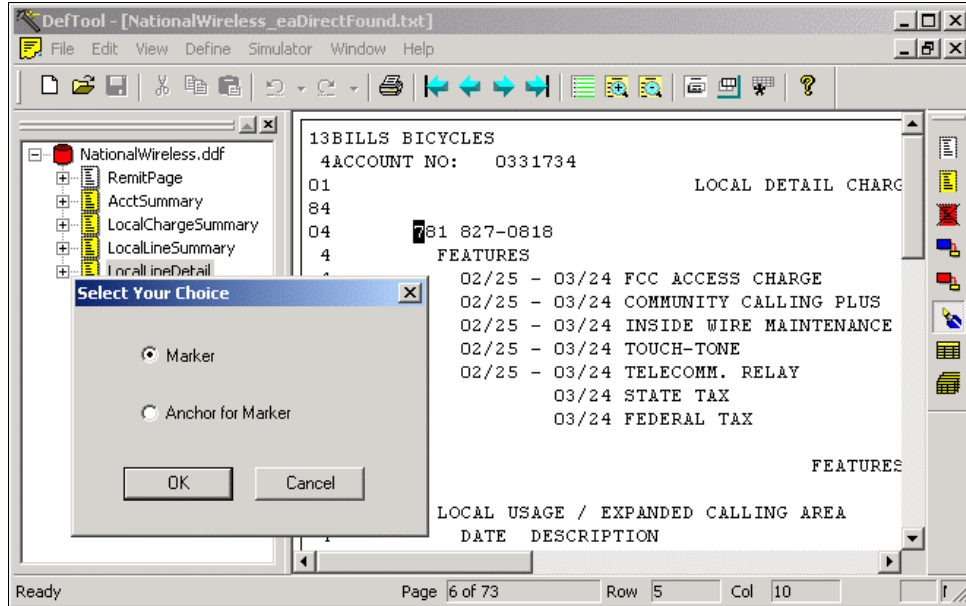 DefTool - [NationalWireless_eaDirectFound.txt]
File Edit View Define Simulator Window Help
NationalWireless.ddf
RemitPage
AcctSummary
LocalChargeSummary
LocalLineSummary
LocalLineDetail
13BILLS BICYCLES
4ACCOUNT NO: 0331734
01 LOCAL DETAIL CHARG
84
04 781 827-0818
4 FEATURES
02/25 - 03/24 FCC ACCESS CHARGE
02/25 - 03/24 COMMUNITY CALLING PLUS
02/25 - 03/24 INSIDE WIRE MAINTENANCE
02/25 - 03/24 TOUCH-TONE
02/25 - 03/24 TELECOMM. RELAY
03/24 STATE TAX
03/24 FEDERAL TAX
FEATURES
LOCAL USAGE / EXPANDED CALLING AREA
DATE DESCRIPTION
Select Your Choice
Marker
Anchor for Marker
OK Cancel
Ready Page 6 of 73 Row 5 Col 10